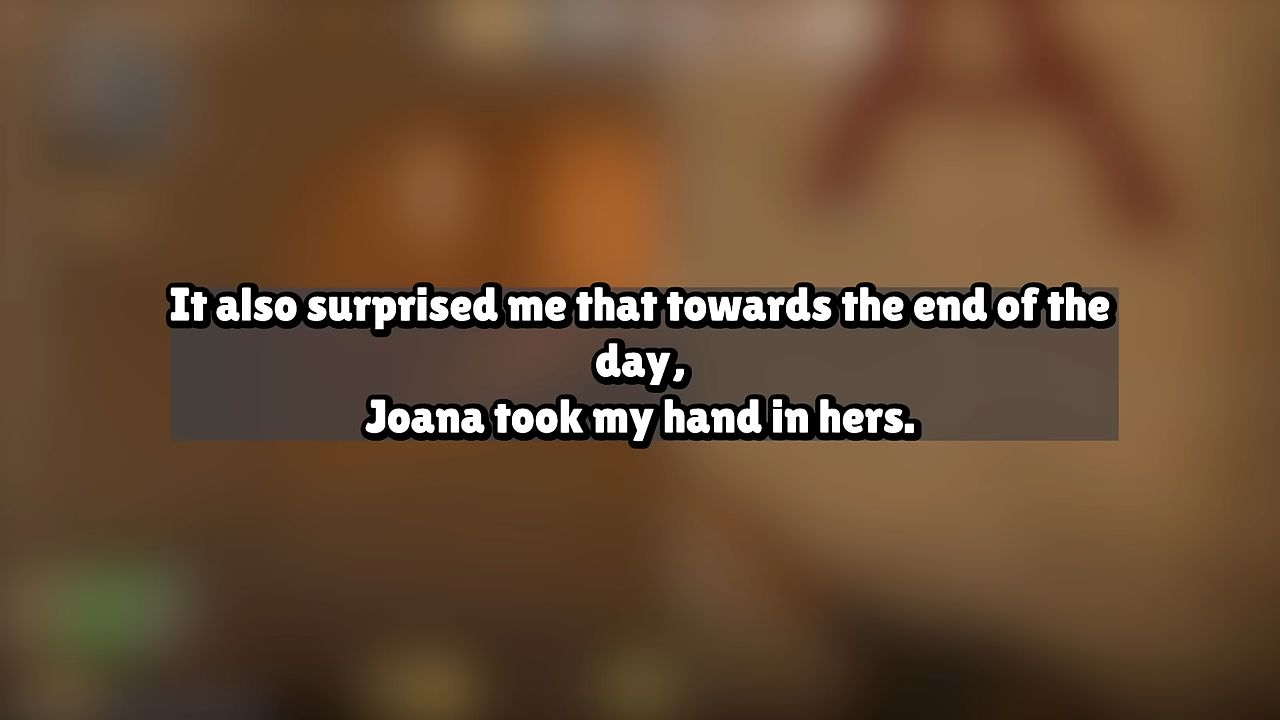 It also surprised me that towards the end of the
day,
Joana took my hand in hers.